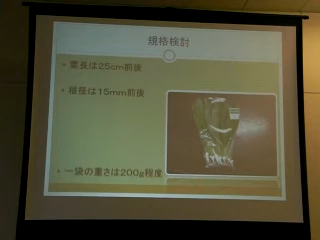 規格検討
・ 莖長は25cm前後
・ 根径は15mm前後
・ 一袋の重さは200g程度